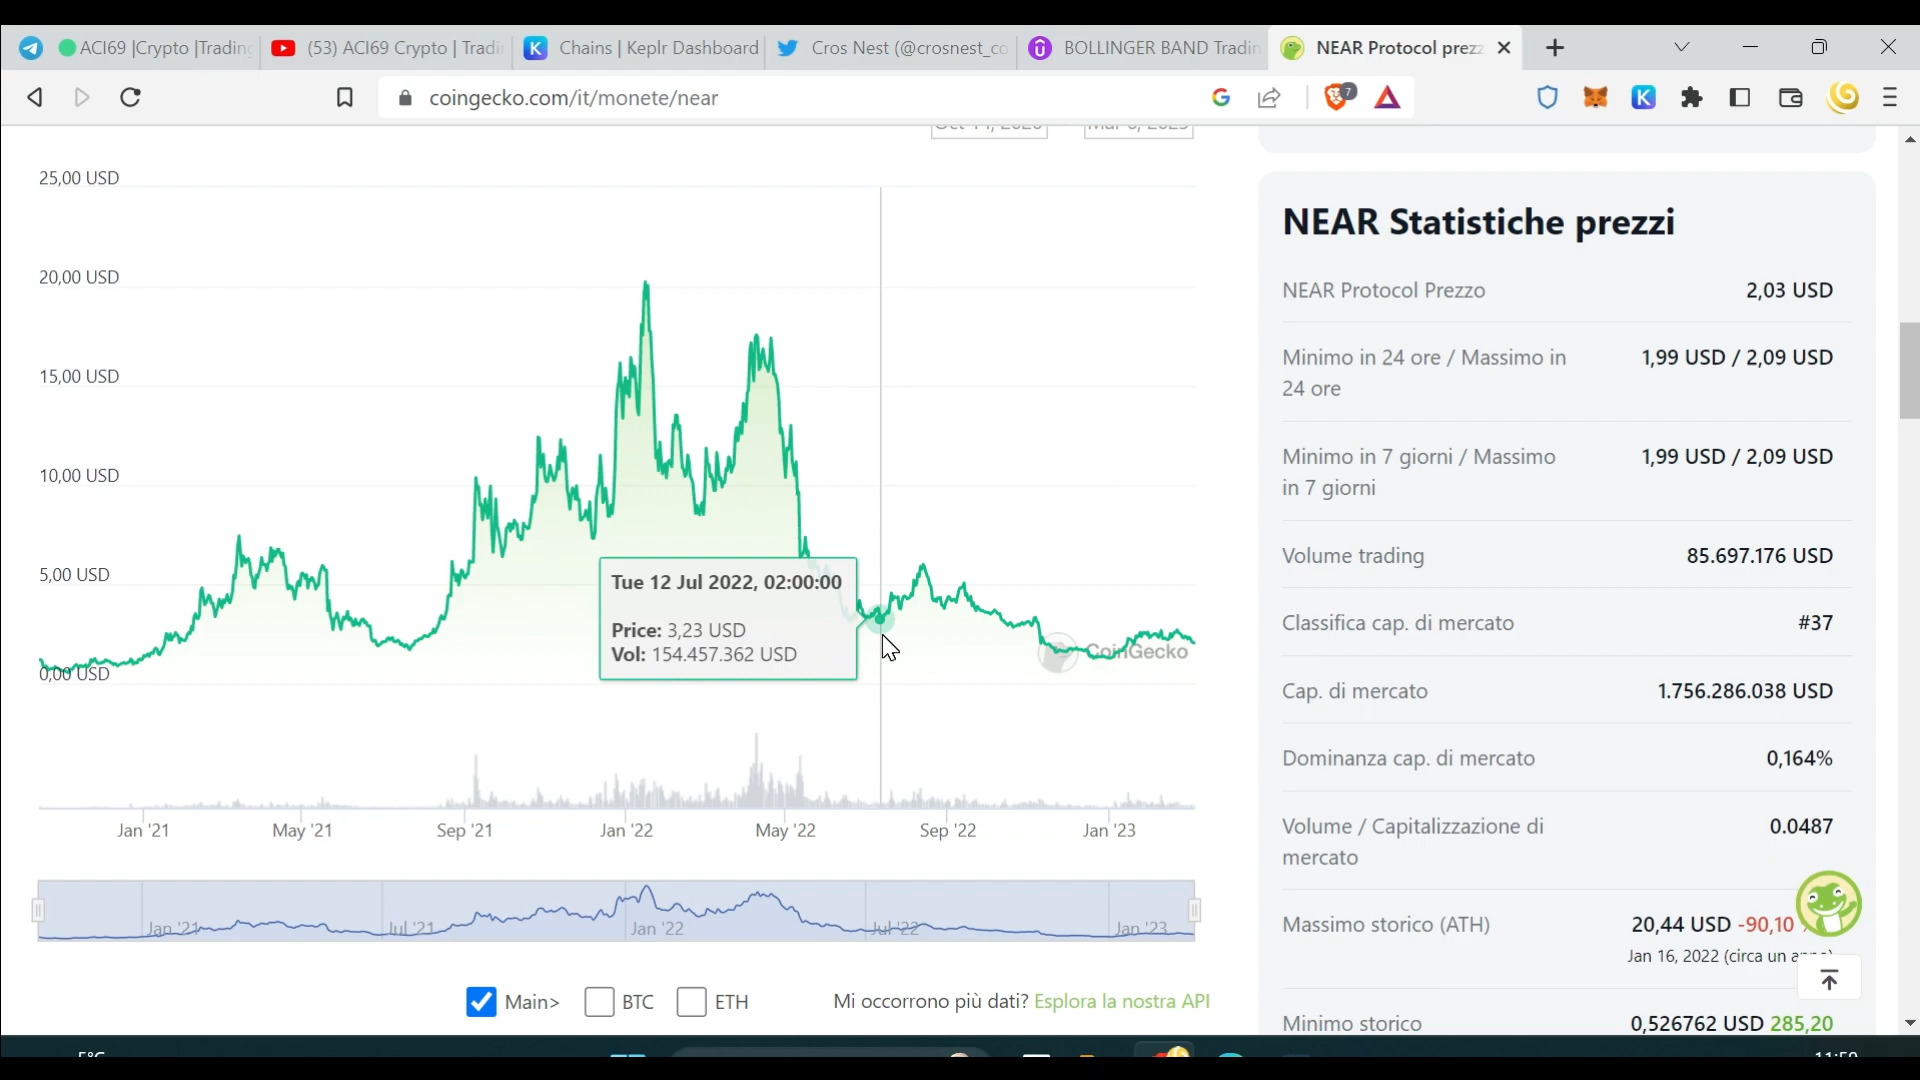 ACI69 |Crypto |Trading
(53) ACI69 Crypto | Tradin
Chains | Keplr Dashboard
Cros Nest (@crosnest_co
BOLLINGER BAND Tradin
NEAR Protocol prezz
coingecko.com/it/monete/near
7
25,00 USD
20,00 USD
15,00 USD
10,00 USD
5,00 USD
0,00 USD
Tue 12 Jul 2022, 02:00:00
Price: 3,23 USD
Vol: 154.457.362 USD
CoinGecko
Jan '21
May '21
Sep '21
Jan '22
May '22
Sep '22
Jan '23
Jan '21
Jul '21
Jan '22
Jul '22
Jan '23
Main>
BTC
ETH
Mi occorrono più dati? Esplora la nostra API
NEAR Statistiche prezzi
NEAR Protocol Prezzo
2,03 USD
Minimo in 24 ore / Massimo in
24 ore
1,99 USD / 2,09 USD
Minimo in 7 giorni / Massimo
in 7 giorni
1,99 USD / 2,09 USD
Volume trading
85.697.176 USD
Classifica cap. di mercato
#37
Cap. di mercato
1.756.286.038 USD
Dominanza cap. di mercato
0,164%
Volume / Capitalizzazione di
mercato
0.0487
Massimo storico (ATH)
20,44 USD -90,10
Jan 16, 2022 (circa un
Minimo storico
0,526762 USD 285,20